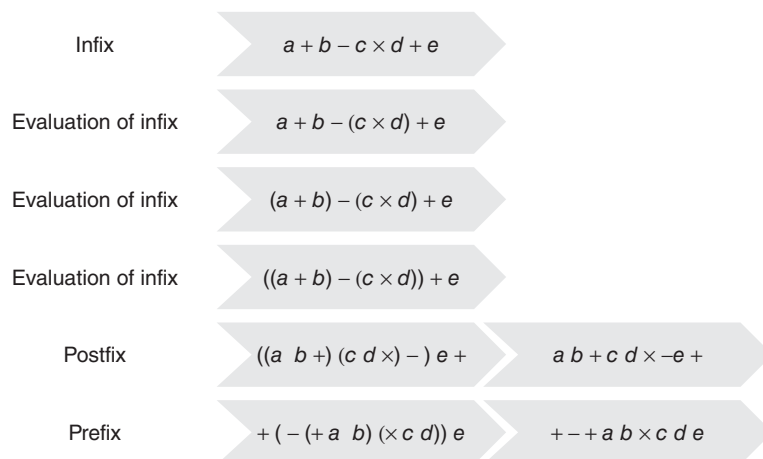 Infix a + b − c × d + e
Evaluation of infix a + b − (c × d) + e
Evaluation of infix (a + b) − (c × d) + e
Evaluation of infix ((a + b) − (c × d)) + e
Postfix ((a b +) (c d ×) − ) e + a b + c d × −e +
Prefix + ( − (+ a b) (× c d)) e + − + a b × c d e